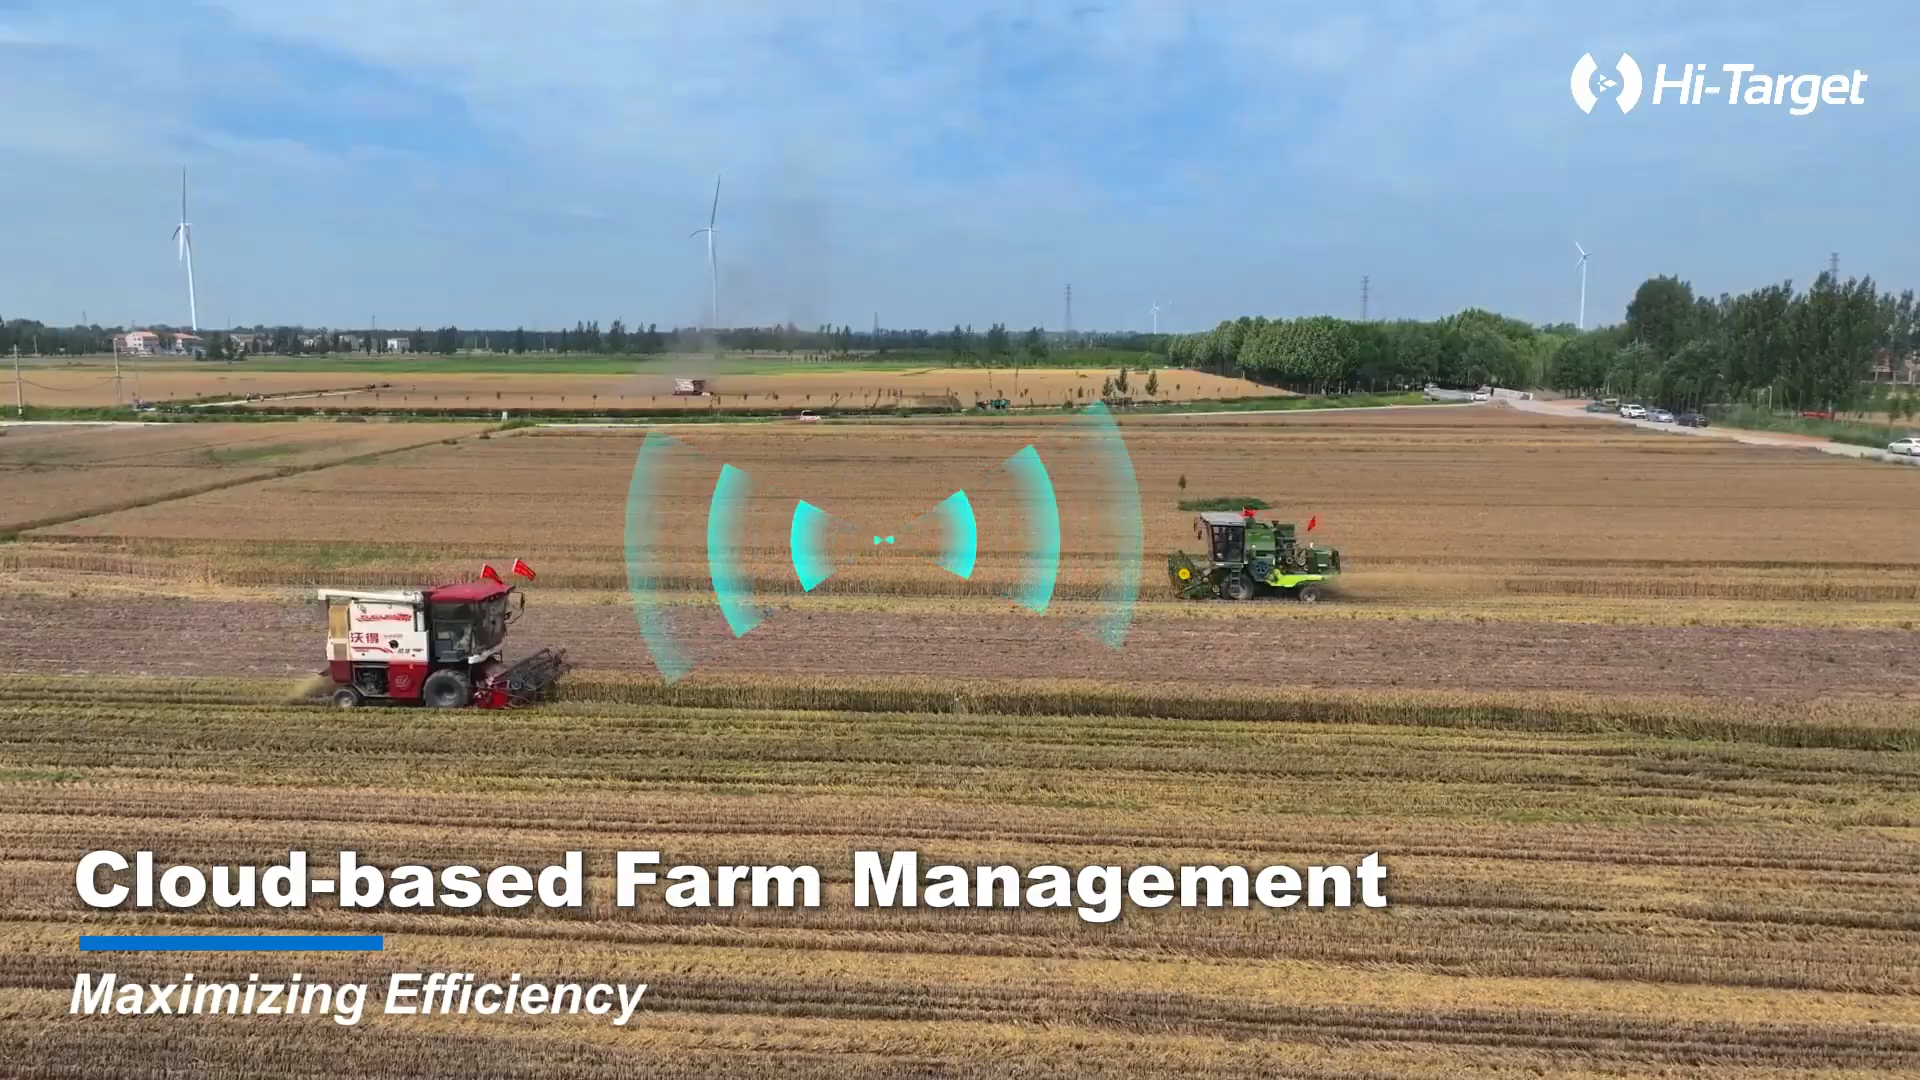 Hi-Target
沃得
Cloud-based Farm Management
Maximizing Efficiency